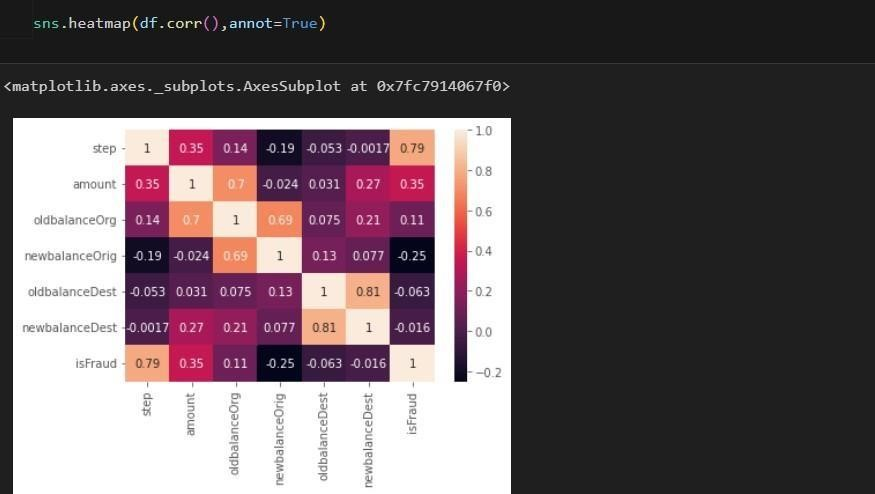 sns.heatmap(df.corr(),annot=True)
<matplotlib.axes._subplots.AxesSubplot at 0x7fc7914067f0>
step 1 0.35 0.14 -0.19 -0.053 -0.0017 0.79
amount 0.35 1 0.7 -0.024 0.031 0.27 0.35
oldbalanceOrg 0.14 0.7 1 0.69 0.075 0.21 0.11
newbalanceOrig -0.19 -0.024 0.69 1 0.13 0.077 -0.25
oldbalanceDest -0.053 0.031 0.075 0.13 1 0.81 -0.063
newbalanceDest -0.0017 0.27 0.21 0.077 0.81 1 -0.016
isFraud 0.79 0.35 0.11 -0.25 -0.063 -0.016 1
step
amount
oldbalanceOrg
newbalanceOrig
oldbalanceDest
newbalanceDest
isFraud
1.0
0.8
0.6
0.4
0.2
0.0
−0.2